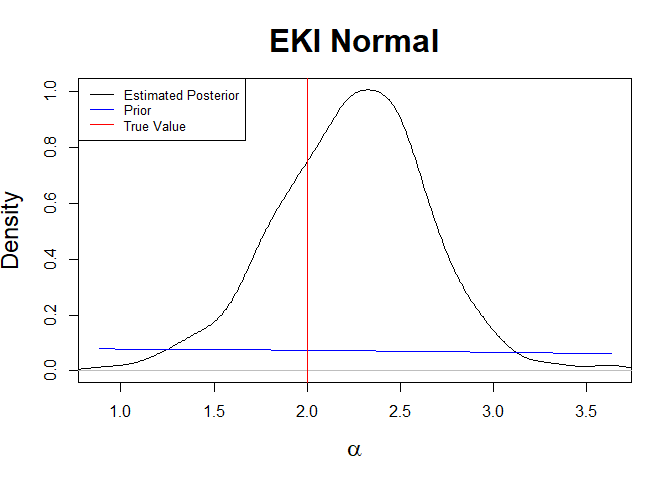 EKI Normal
Estimated Posterior
Prior
True Value
Density
0.0 0.2 0.4 0.6 0.8 1.0
1.0 1.5 2.0 2.5 3.0 3.5
α